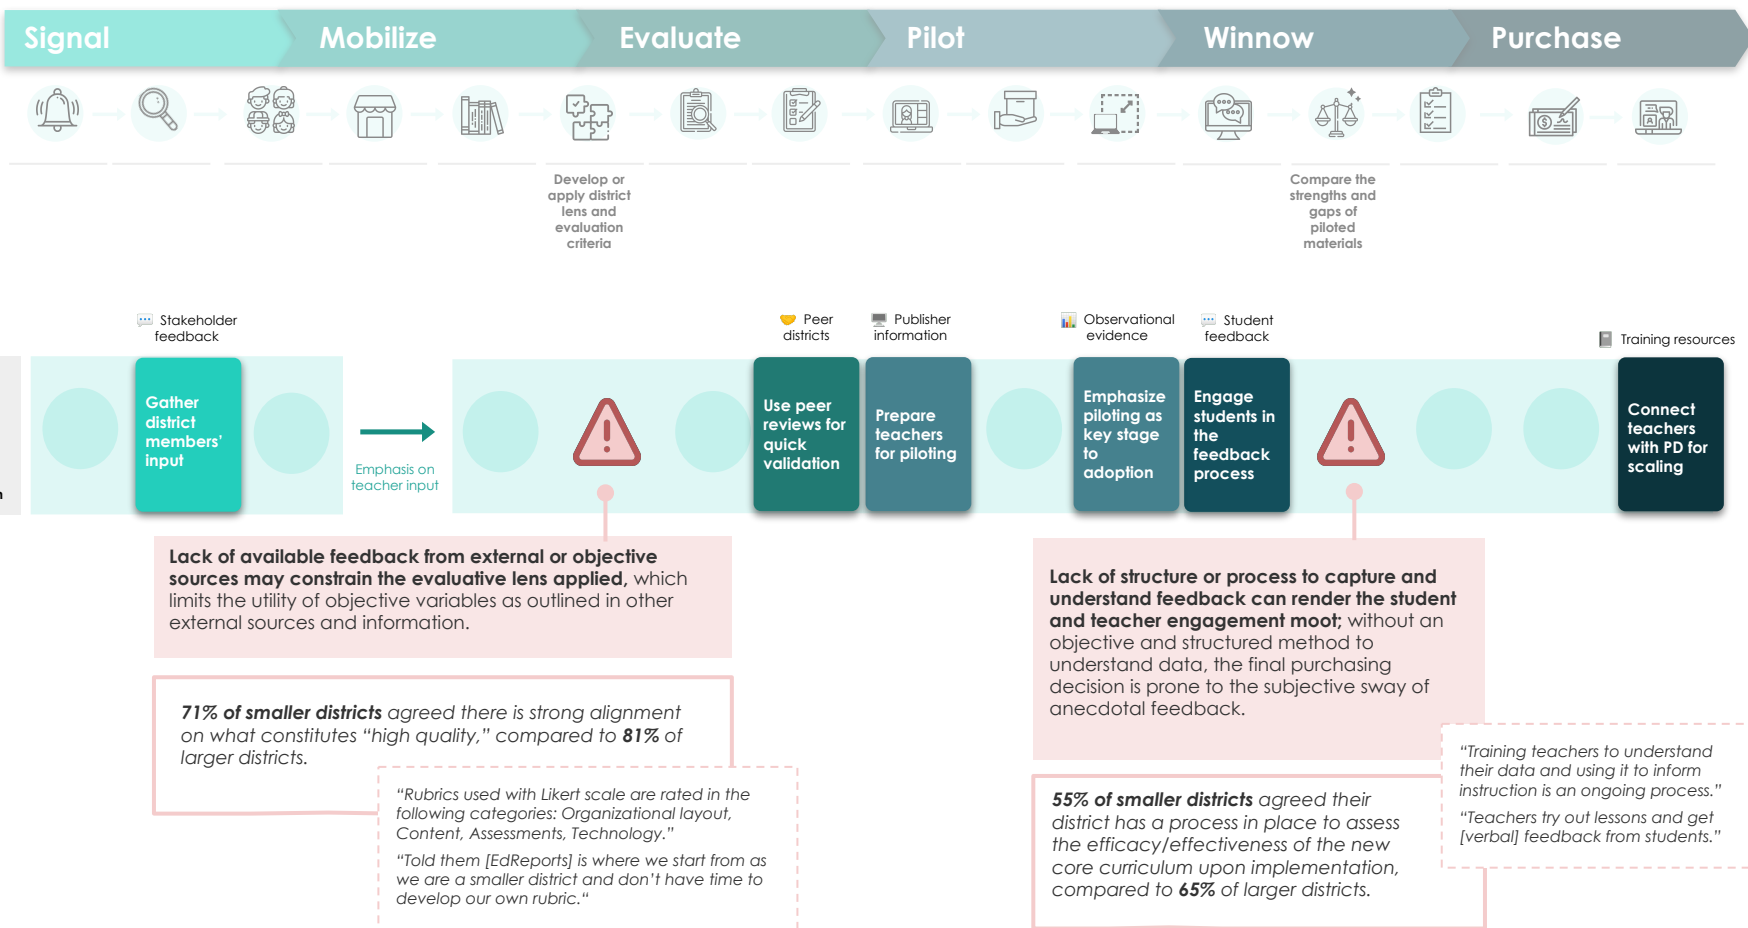 Signal
Mobilize
Evaluate
Pilot
Winnow
Purchase
Develop or
apply district
lens and
evaluation
criteria
Compare the
strengths and
gaps of
piloted
materials
Stakeholder
feedback
Peer
districts
Publisher
information
Observational
evidence
Student
feedback
Training resources
n
Gather
district
members'
input
Emphasis on
teacher input
Use peer
reviews for
quick
validation
Prepare
teachers
for piloting
Emphasize
piloting as
key stage
to
adoption
Engage
students in
the
feedback
process
Connect
teachers
with PD for
scaling
Lack of available feedback from external or objective
sources may constrain the evaluative lens applied, which
limits the utility of objective variables as outlined in other
external sources and information.
71% of smaller districts agreed there is strong alignment
on what constitutes “high quality,” compared to 81% of
larger districts.
“Rubrics used with Likert scale are rated in the
following categories: Organizational layout,
Content, Assessments, Technology.”
“Told them [EdReports] is where we start from as
we are a smaller district and don’t have time to
develop our own rubric.“
Lack of structure or process to capture and
understand feedback can render the student
and teacher engagement moot; without an
objective and structured method to
understand data, the final purchasing
decision is prone to the subjective sway of
anecdotal feedback.
55% of smaller districts agreed their
district has a process in place to assess
the efficacy/effectiveness of the new
core curriculum upon implementation,
compared to 65% of larger districts.
“Training teachers to understand
their data and using it to inform
instruction is an ongoing process.”
“Teachers try out lessons and get
[verbal] feedback from students.”